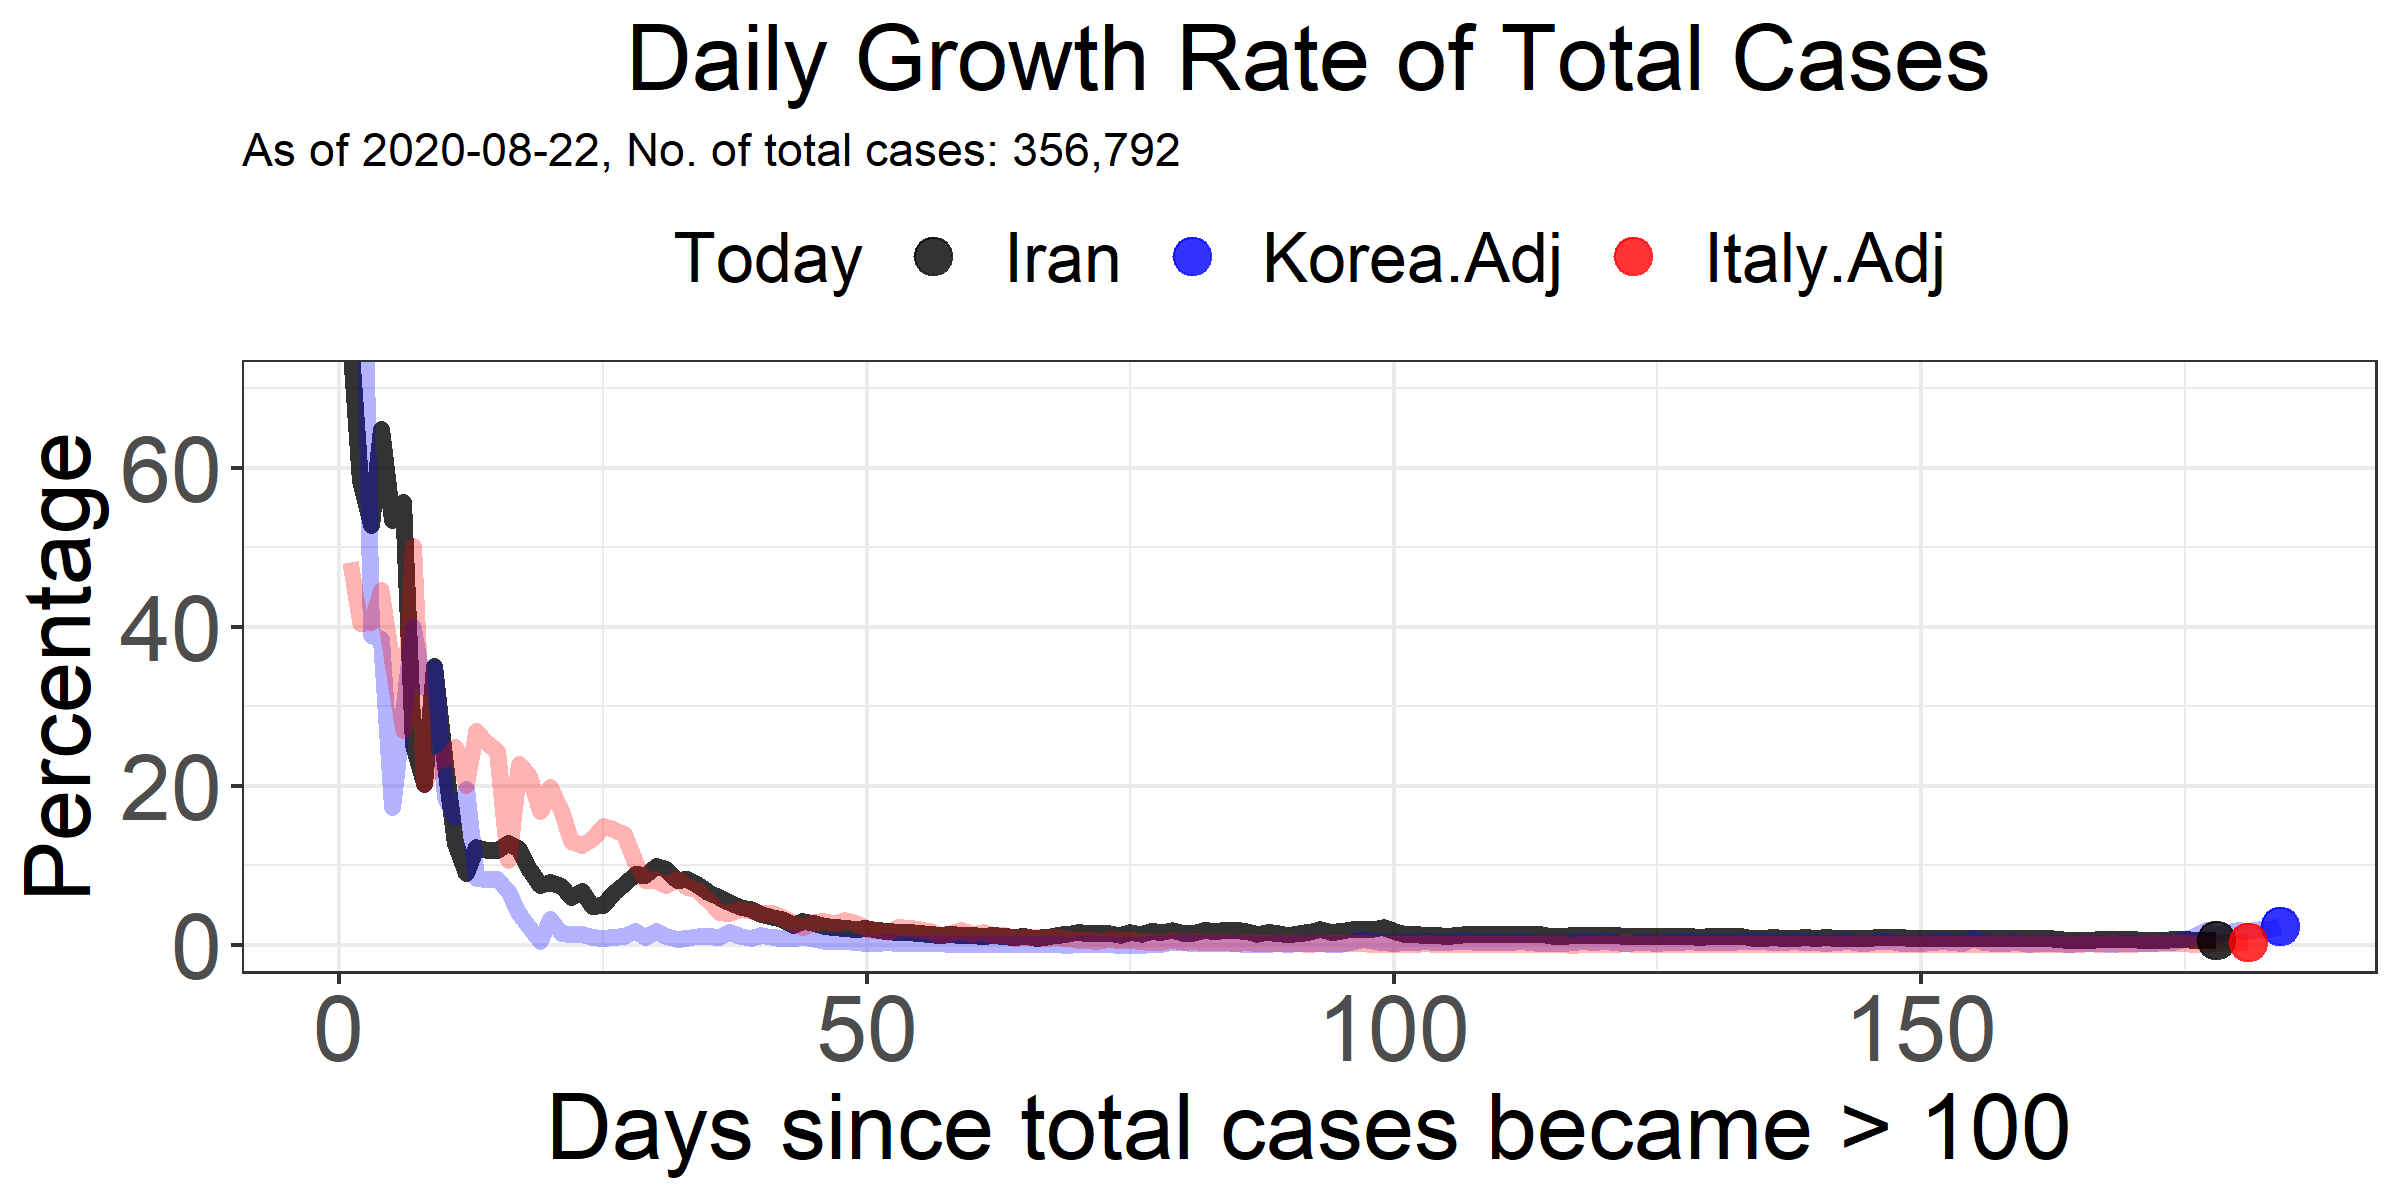 Daily Growth Rate of Total Cases
As of 2020-08-22, No. of total cases: 356,792
Today Iran Korea.Adj Italy.Adj
Percentage
60
40
20
0
0 50 100 150
Days since total cases became > 100